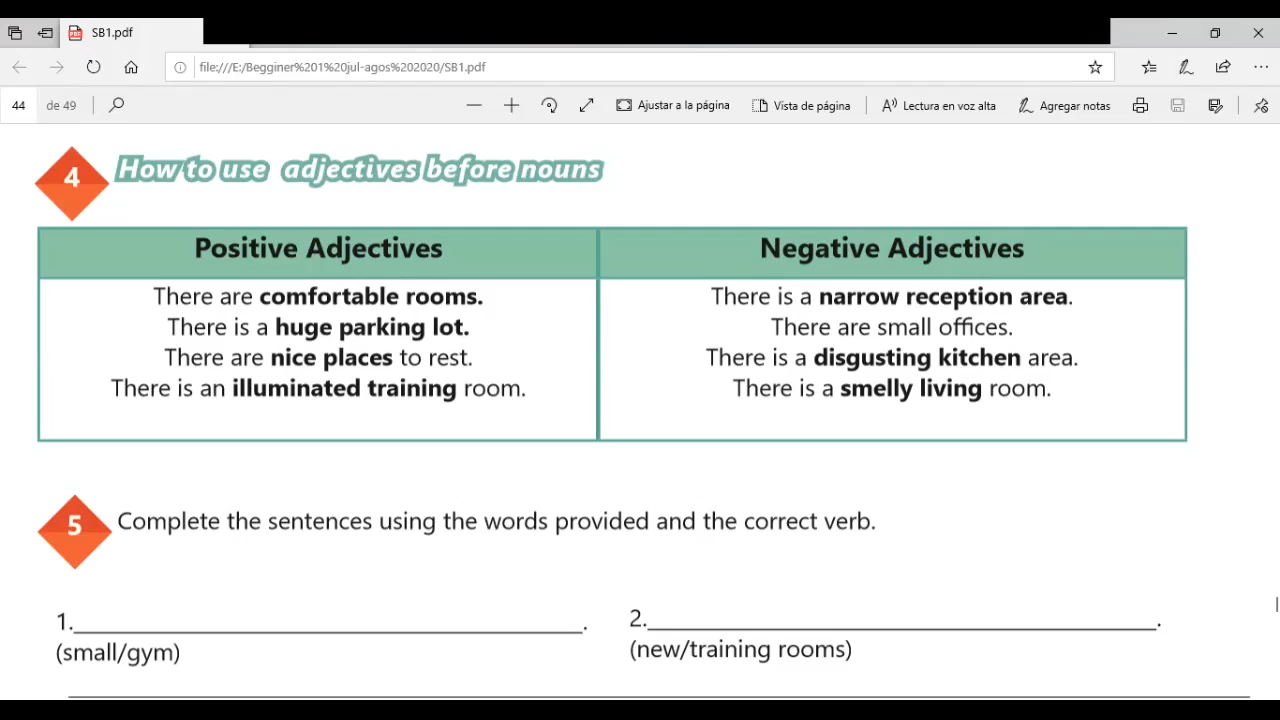 SB1.pdf
file:///E:/Begginer%201%20jul-agos%202020/SB1.pdf
44 de 49 Ajustar a la página Vista de página Lectura en voz alta Agregar notas
4 How to use adjectives before nouns
Positive Adjectives
There are comfortable rooms.
There is a huge parking lot.
There are nice places to rest.
There is an illuminated training room.
Negative Adjectives
There is a narrow reception area.
There are small offices.
There is a disgusting kitchen area.
There is a smelly living room.
5 Complete the sentences using the words provided and the correct verb.
1.________________________________________.
(small/gym)
2.________________________________________.
(new/training rooms)